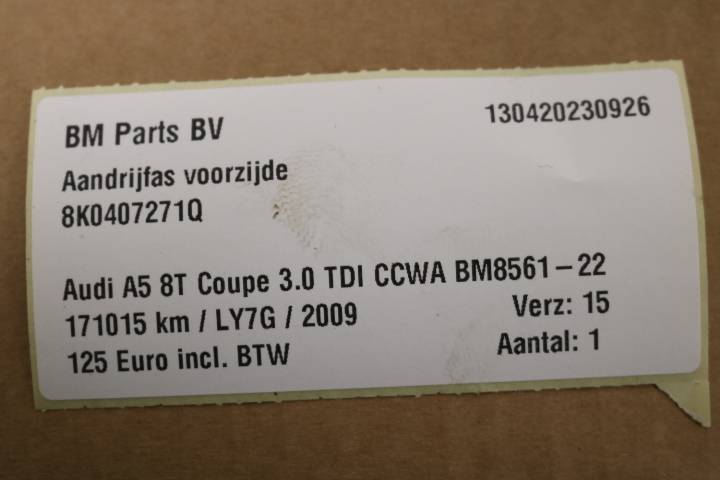 BM Parts BV 130420230926
Aandrijfas voorzijde
8K0407271Q
Audi A5 8T Coupe 3.0 TDI CCWA BM8561-22
171015 km / LY7G / 2009 Verz: 15
125 Euro incl. BTW Aantal: 1